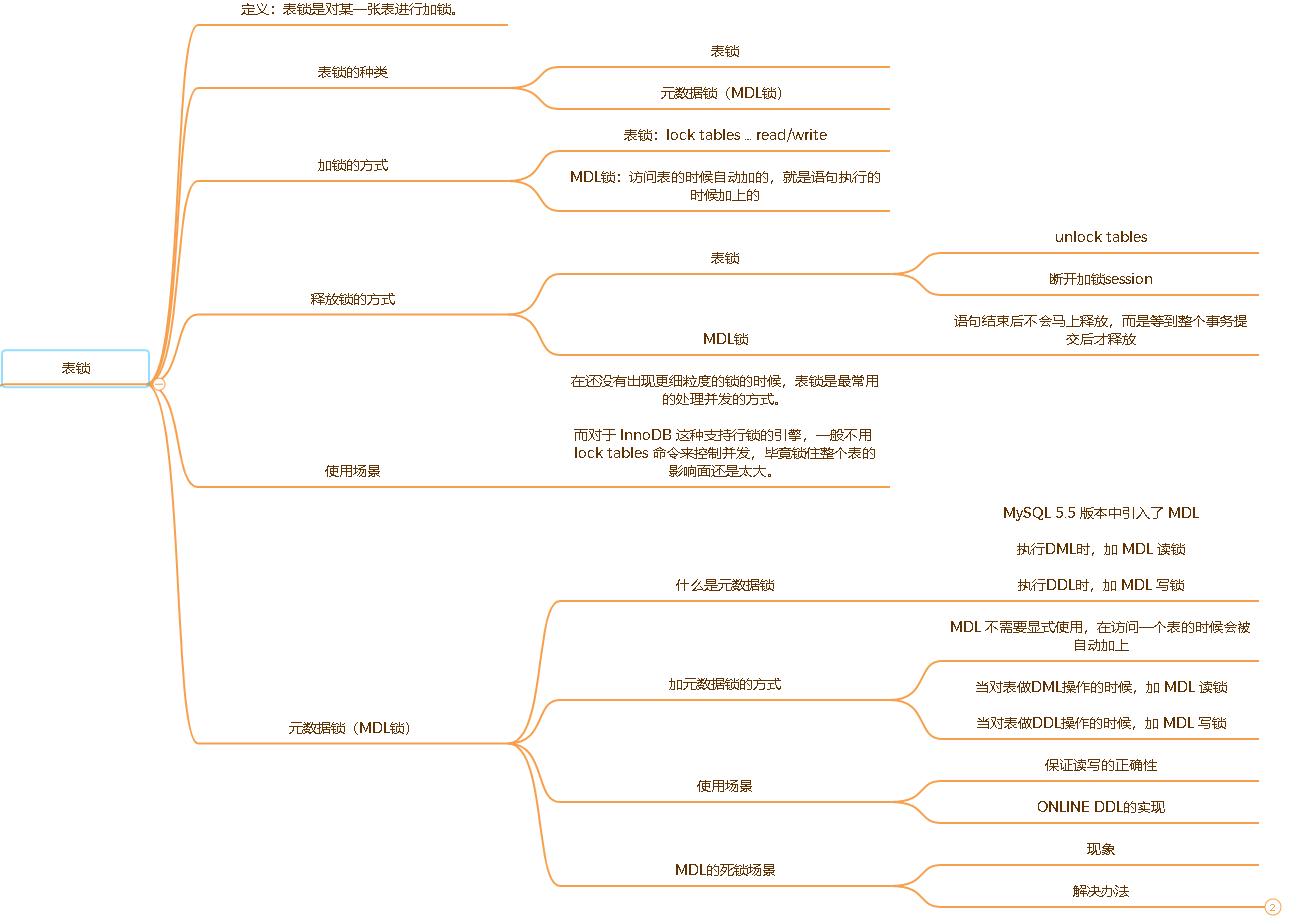 表锁
定义：表锁是对某一张表进行加锁。
表锁的种类
表锁
元数据锁（MDL锁）
加锁的方式
表锁：lock tables … read/write
MDL锁：访问表的时候自动加的，就是语句执行的
时候加上的
释放锁的方式
表锁
unlock tables
断开加锁session
MDL锁
语句结束后不会马上释放，而是等到整个事务提
交后才释放
使用场景
在还没有出现更细粒度的锁的时候，表锁是最常用
的处理并发的方式。
而对于 InnoDB 这种支持行锁的引擎，一般不用
lock tables 命令来控制并发，毕竟锁住整个表的
影响面还是太大。
元数据锁（MDL锁）
什么是元数据锁
MySQL 5.5 版本中引入了 MDL
执行DML时，加 MDL 读锁
执行DDL时，加 MDL 写锁
加元数据锁的方式
MDL 不需要显式使用，在访问一个表的时候会被
自动加上
当对表做DML操作的时候，加 MDL 读锁
当对表做DDL操作的时候，加 MDL 写锁
使用场景
保证读写的正确性
ONLINE DDL的实现
MDL的死锁场景
现象
解决办法
2